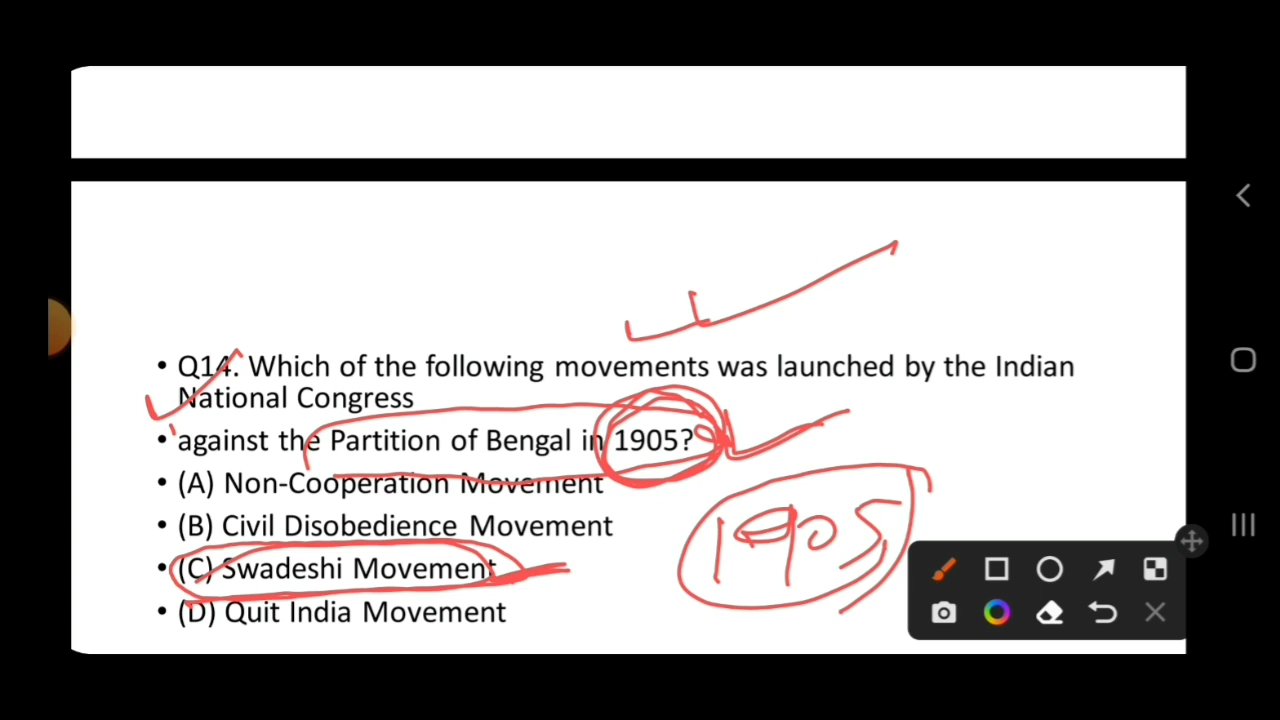 • Q14. Which of the following movements was launched by the Indian
National Congress
• against the Partition of Bengal in 1905?
• (A) Non-Cooperation Movement
• (B) Civil Disobedience Movement
1905
• (C) Swadeshi Movement
• (D) Quit India Movement